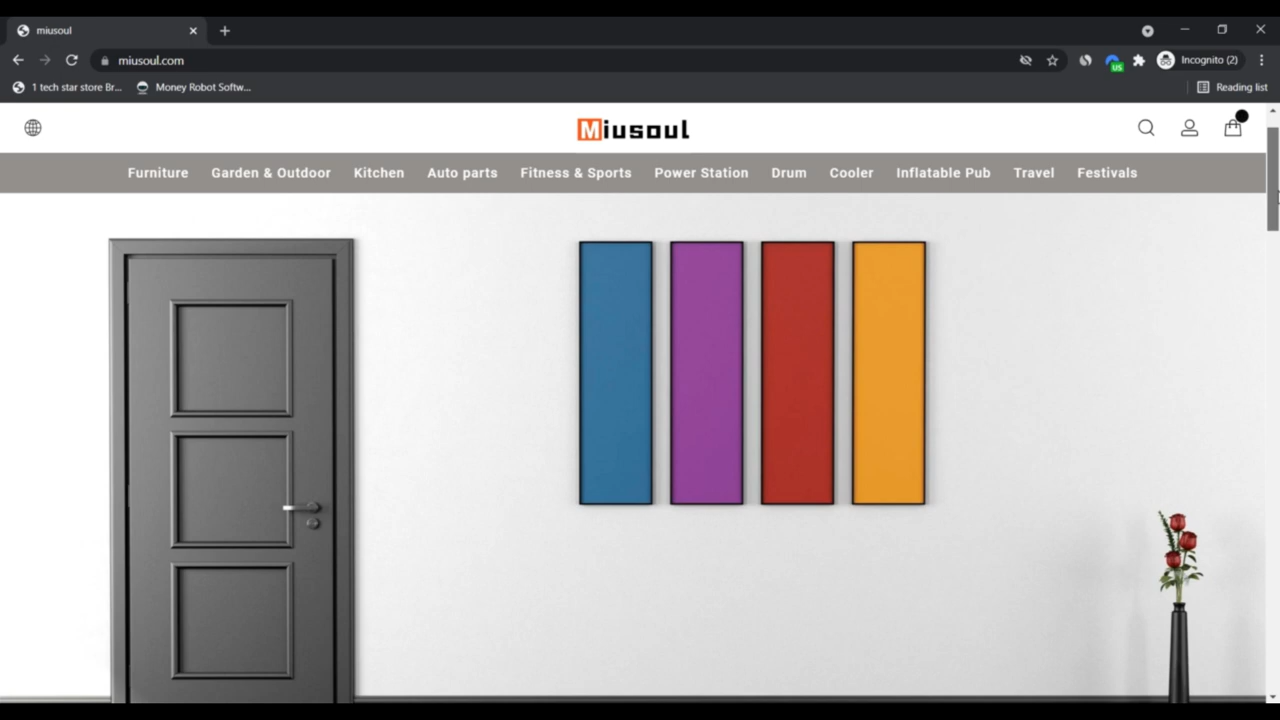 miusoul
miusoul.com
Incognito (2)
1 tech star store Br...
Money Robot Softw...
Reading list
Miusoul
Furniture Garden & Outdoor Kitchen Auto parts Fitness & Sports Power Station Drum Cooler Inflatable Pub Travel Festivals
US